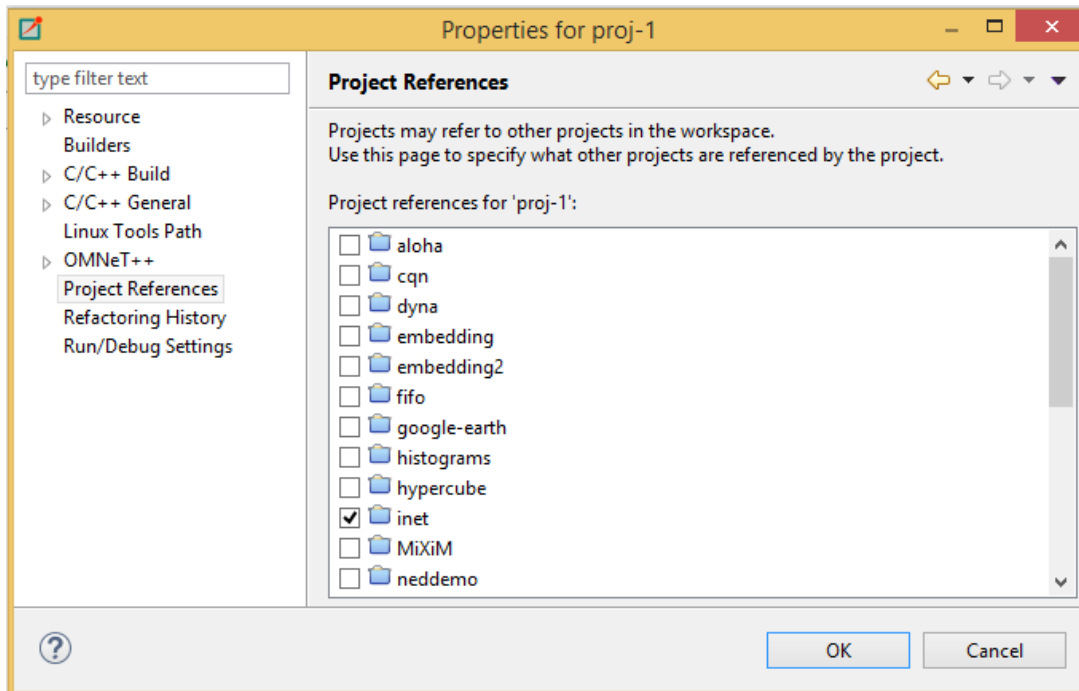 Properties for proj-1
type filter text
Resource
Builders
C/C++ Build
C/C++ General
Linux Tools Path
OMNeT++
Project References
Refactoring History
Run/Debug Settings
Project References
Projects may refer to other projects in the workspace.
Use this page to specify what other projects are referenced by the project.
Project references for 'proj-1':
aloha
cqn
dyna
embedding
embedding2
fifo
google-earth
histograms
hypercube
inet
MiXiM
neddemo
?
OK
Cancel